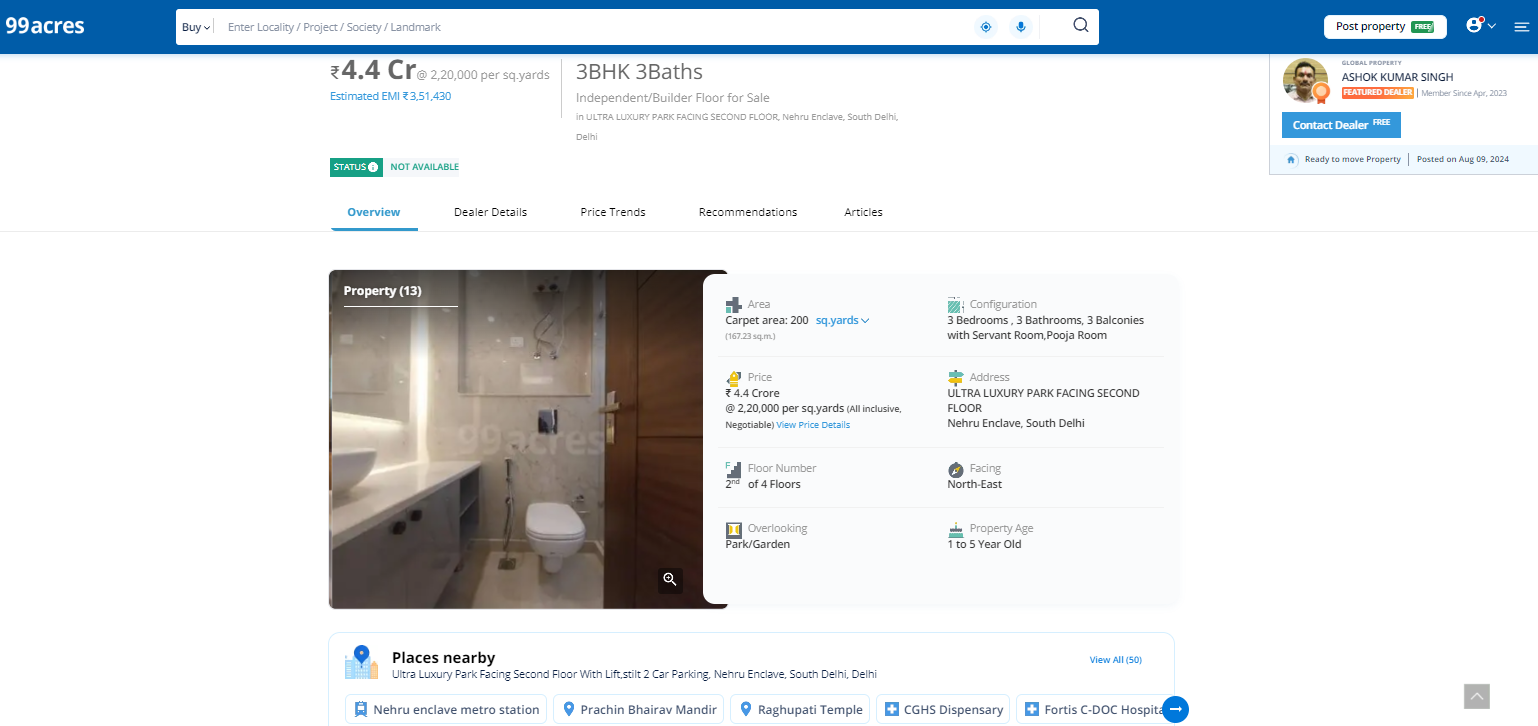 99acres
Buy
Enter Locality / Project / Society / Landmark
Post property FREE
₹4.4 Cr @ 2,20,000 per sq.yards
Estimated EMI ₹3,51,430
3BHK 3Baths
Independent/Builder Floor for Sale
in ULTRA LUXURY PARK FACING SECOND FLOOR, Nehru Enclave, South Delhi,
Delhi
STATUS NOT AVAILABLE
GLOBAL PROPERTY
ASHOK KUMAR SINGH
FEATURED DEALER | Member Since Apr, 2023
Contact Dealer FREE
Ready to move Property | Posted on Aug 09, 2024
Overview Dealer Details Price Trends Recommendations Articles
Property (13)
99acres
Area
Carpet area: 200 sq.yards
(167.23 sq.m.)
Configuration
3 Bedrooms , 3 Bathrooms, 3 Balconies
with Servant Room,Pooja Room
Price
₹ 4.4 Crore
@ 2,20,000 per sq.yards (All inclusive,
Negotiable) View Price Details
Address
ULTRA LUXURY PARK FACING SECOND
FLOOR
Nehru Enclave, South Delhi
Floor Number
2nd of 4 Floors
Facing
North-East
Overlooking
Park/Garden
Property Age
1 to 5 Year Old
Places nearby
View All (50)
Ultra Luxury Park Facing Second Floor With Lift,stilt 2 Car Parking, Nehru Enclave, South Delhi, Delhi
Nehru enclave metro station
Prachin Bhairav Mandir
Raghupati Temple
CGHS Dispensary
Fortis C-DOC Hospita